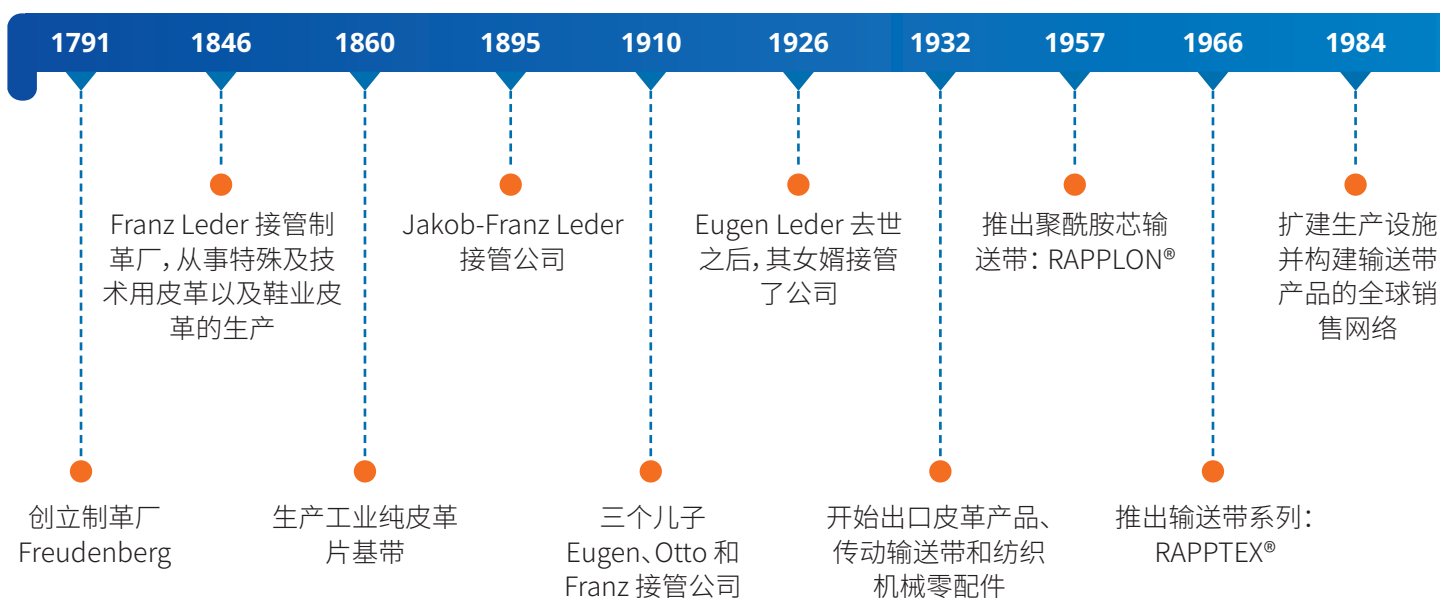 1791 1846 1860 1895 1910 1926 1932 1957 1966 1984
Franz Leder 接管制
革厂，从事特殊及技
术用皮革以及鞋业皮
革的生产
Jakob-Franz Leder
接管公司
Eugen Leder 去世
之后，其女婿接管
了公司
推出聚酰胺芯输
送带：RAPPLON®
扩建生产设施
并构建输送带
产品的全球销
售网络
创立制革厂
Freudenberg
生产工业纯皮革
片基带
三个儿子
Eugen、Otto 和
Franz 接管公司
开始出口皮革产品、
传动输送带和纺织
机械零配件
推出输送带系列：
RAPPTEX®